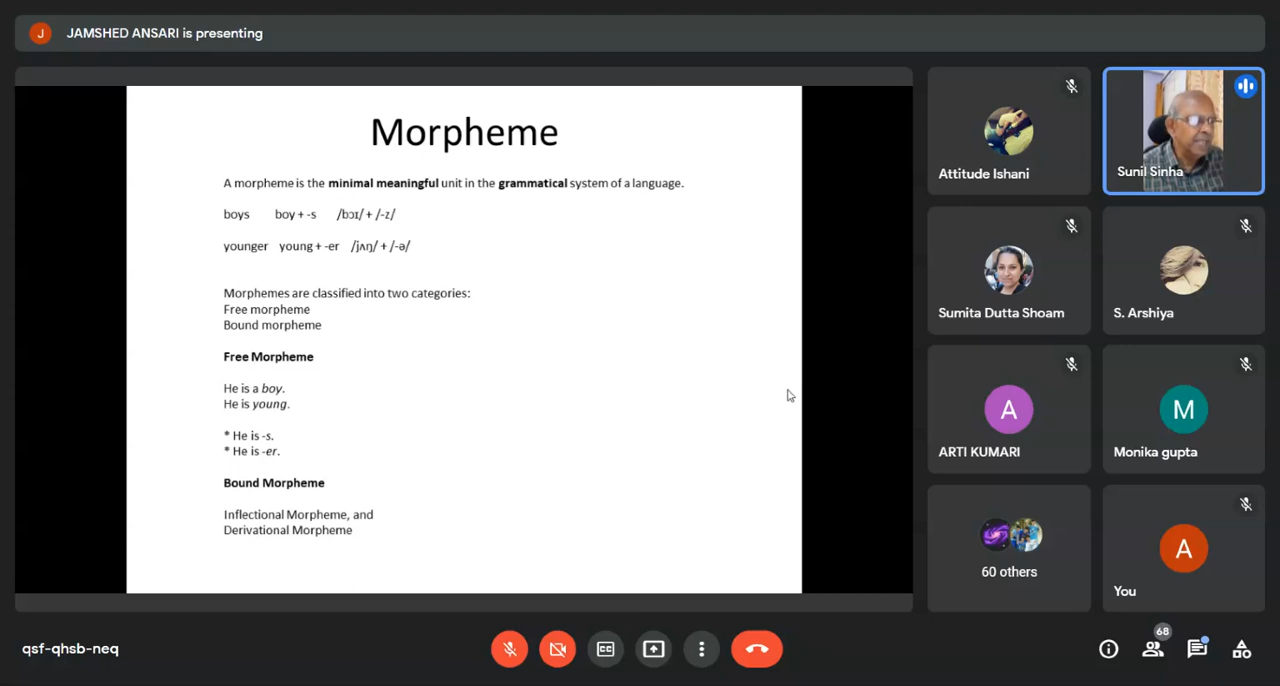 J
JAMSHED ANSARI is presenting
Morpheme
A morpheme is the minimal meaningful unit in the grammatical system of a language.
boys boy + -s /bɔɪ/ + /-z/
younger young + -er /jʌŋ/ + /-ə/
Morphemes are classified into two categories:
Free morpheme
Bound morpheme
Free Morpheme
He is a boy.
He is young.
* He is -s.
* He is -er.
Bound Morpheme
Inflectional Morpheme, and
Derivational Morpheme
Attitude Ishani
Sunil Sinha
Sumita Dutta Shoam
S. Arshiya
A
ARTI KUMARI
M
Monika gupta
60 others
A
You
qsf-qhsb-neq
CC
68